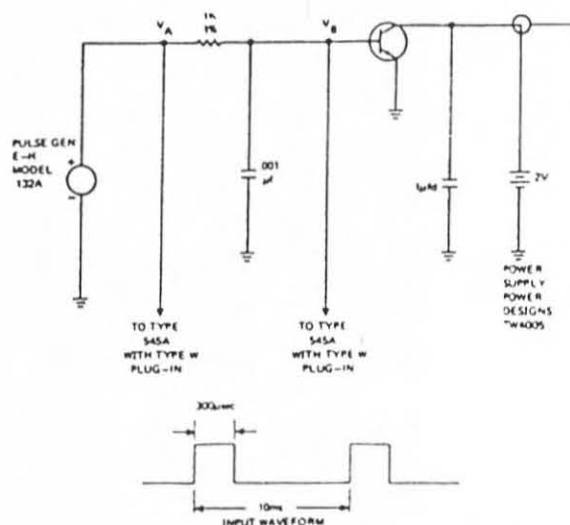 1K
1%
VA
VB
PULSE GEN
E-H
MODEL
132A
+
−
.001
µf
1µfd
2V
POWER
SUPPLY
POWER
DESIGNS
TW4005
TO TYPE
545A
WITH TYPE W
PLUG-IN
TO TYPE
545A
WITH TYPE W
PLUG-IN
300µsec
10ms
INPUT WAVEFORM